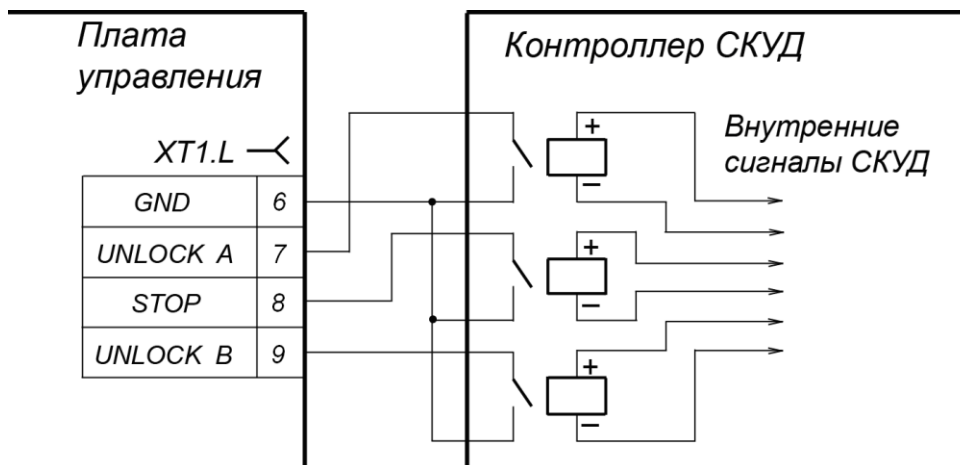 Плата
управления
Контроллер СКУД
XT1.L
GND 6
UNLOCK A 7
STOP 8
UNLOCK B 9
+
−
+
−
+
−
Внутренние
сигналы СКУД